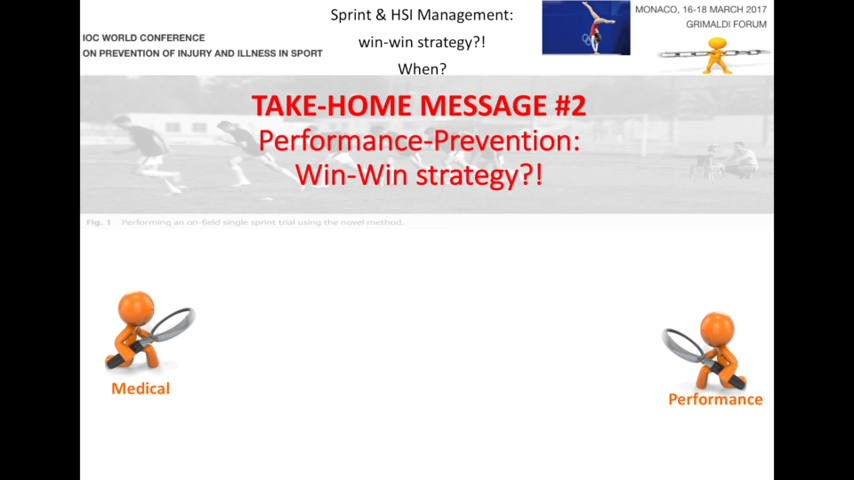 Sprint & HSI Management:
win-win strategy?!
When?
IOC WORLD CONFERENCE
ON PREVENTION OF INJURY AND ILLNESS IN SPORT
MONACO, 16-18 MARCH 2017
GRIMALDI FORUM
TAKE-HOME MESSAGE #2
Performance-Prevention:
Win-Win strategy?!
Fig. 1 Performing an on-field single sprint trial using the novel method.
Medical
Performance